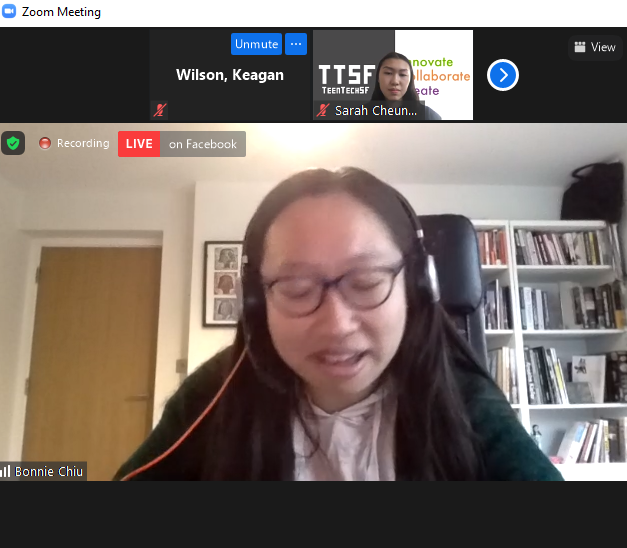 Zoom Meeting
Unmute
...
Wilson, Keagan
TTSF
TEENTECHSF
nnovate
ollaborate
eate
Sarah Cheun...
View
Recording
LIVE on Facebook
Bonnie Chiu